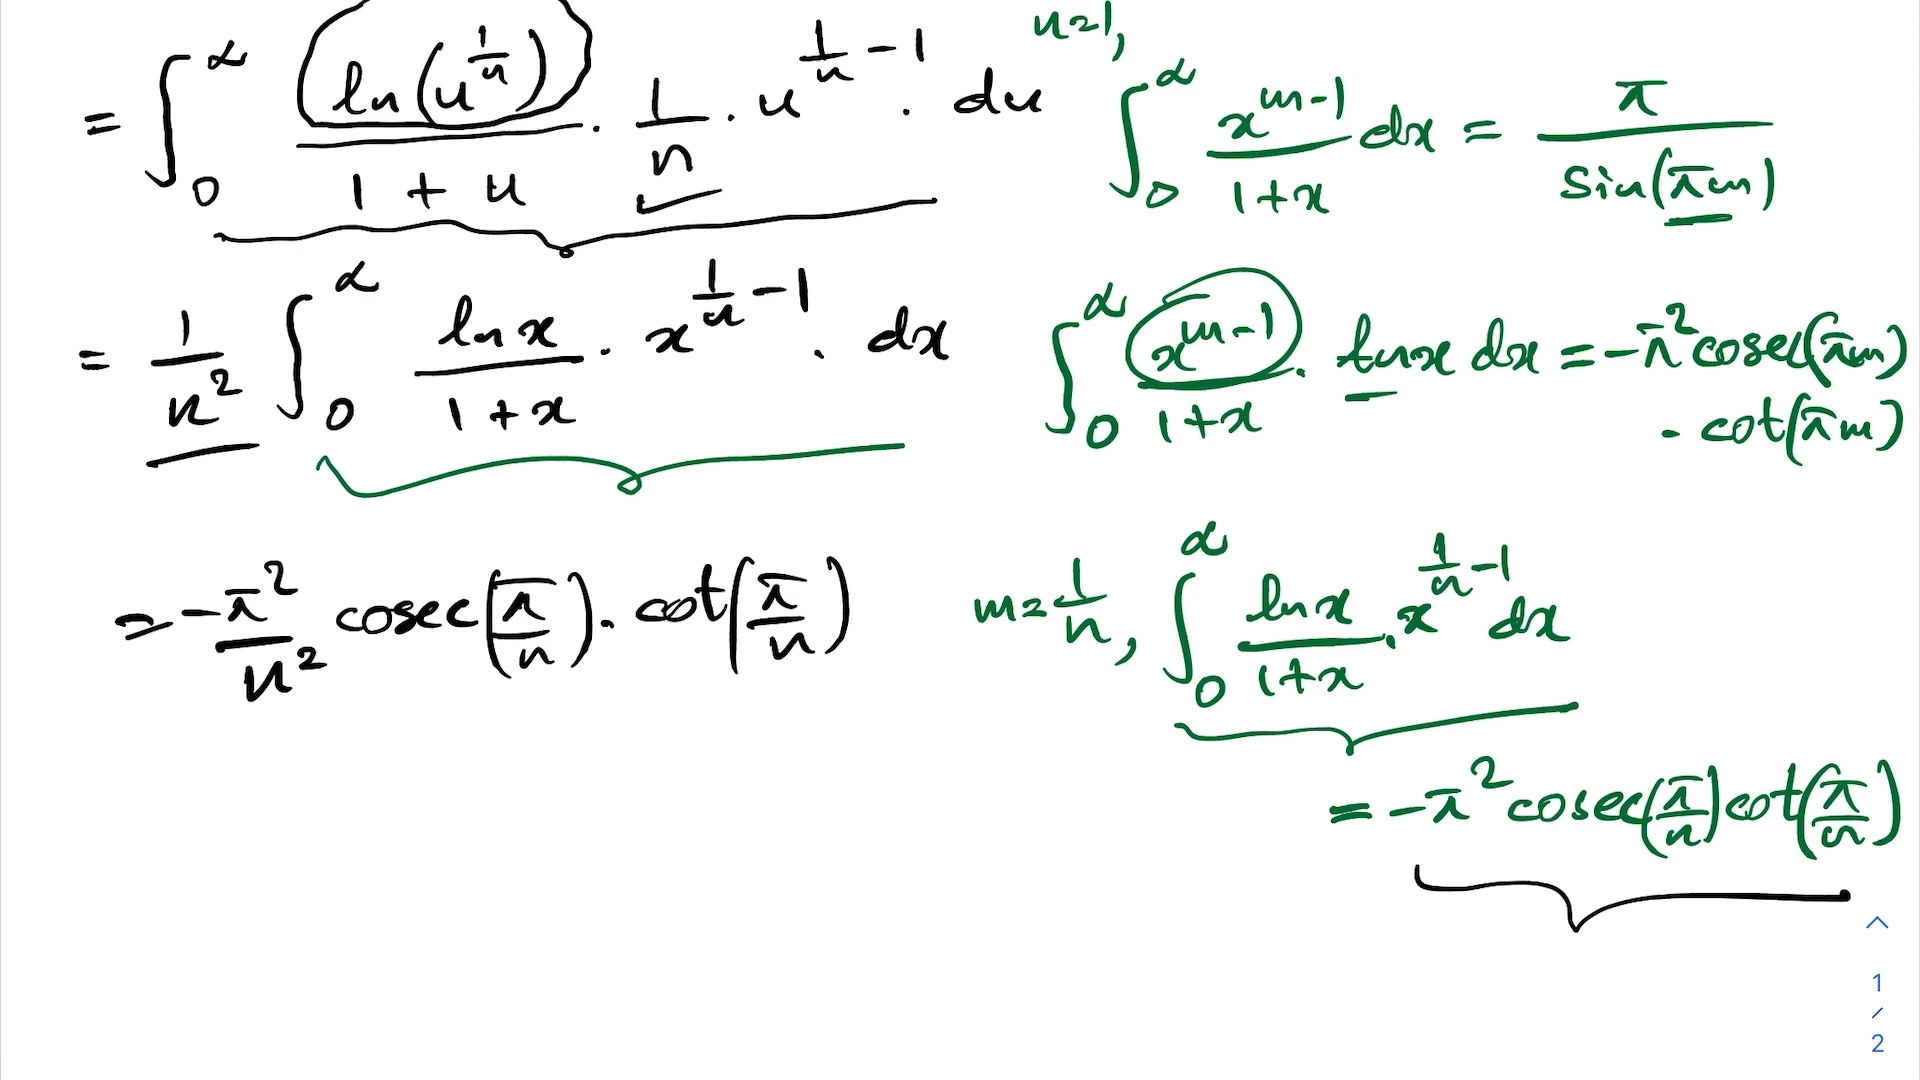 = ∫₀^∞ ln(u^{1/n})/(1+u) · 1/n · u^{1/n - 1} · du
= 1/n² ∫₀^∞ ln x/(1+x) · x^{1/n - 1} · dx
= -π²/n² cosec(π/n) · cot(π/n)
n=1,
∫₀^∞ x^{m-1}/(1+x) dx = π/sin(πm)
∫₀^∞ x^{m-1}/(1+x) · lnx dx = -π² cosec(πm)
· cot(πm)
m=1/n, ∫₀^∞ ln x/(1+x) · x^{1/n - 1} dx
= -π² cosec(π/n) cot(π/n)
1
/
2